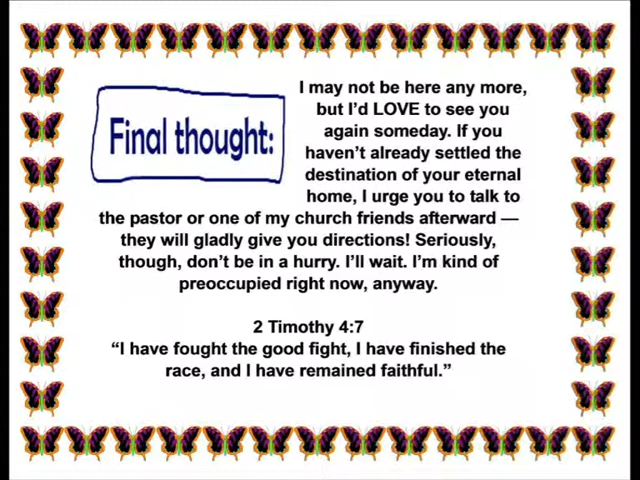 Final thought:
I may not be here any more,
but I'd LOVE to see you
again someday. If you
haven't already settled the
destination of your eternal
home, I urge you to talk to
the pastor or one of my church friends afterward —
they will gladly give you directions! Seriously,
though, don't be in a hurry. I'll wait. I'm kind of
preoccupied right now, anyway.
2 Timothy 4:7
“I have fought the good fight, I have finished the
race, and I have remained faithful.”